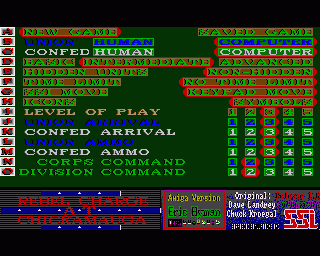 A NEW GAME SAVED GAME
B UNION HUMAN COMPUTER
C CONFED HUMAN COMPUTER
D BASIC INTERMEDIATE ADVANCED
E HIDDEN UNITS NON-HIDDEN
F TIME LIMIT NO TIME LIMIT
G MOVE KEYPAD MOVE
H ICONS SYMBOLS
I LEVEL OF PLAY 1 2 3 4 5
J UNION ARRIVAL 1 2 3 4 5
K CONFED ARRIVAL 1 2 3 4 5
L UNION AMMO 1 2 3 4 5
M CONFED AMMO 1 2 3 4 5
N CORPS COMMAND 1 2 3 4 5
O DIVISION COMMAND 1 2 3 4 5
REBEL CHARGE
AT
CHICKAMAUGA
Amiga Version
Original:
Dave Landrey
Chuck Kroegel
SSI